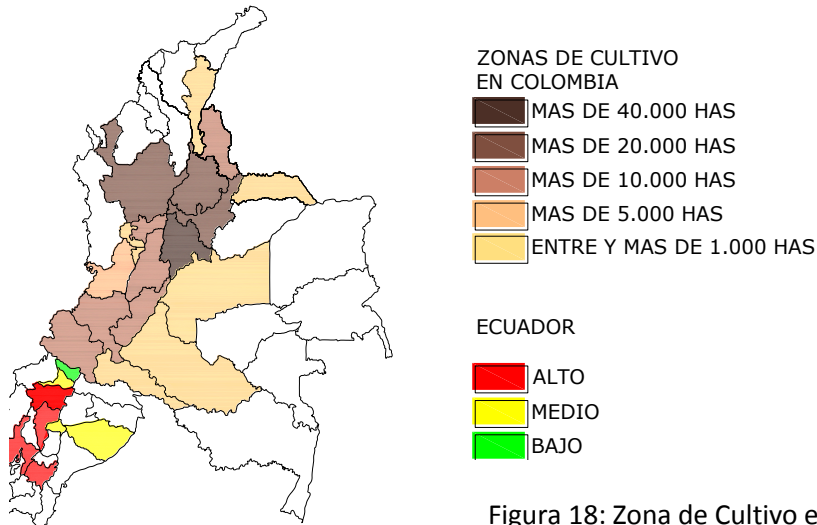 ZONAS DE CULTIVO
EN COLOMBIA
MAS DE 40.000 HAS
MAS DE 20.000 HAS
MAS DE 10.000 HAS
MAS DE 5.000 HAS
ENTRE Y MAS DE 1.000 HAS
ECUADOR
ALTO
MEDIO
BAJO
Figura 18: Zona de Cultivo e